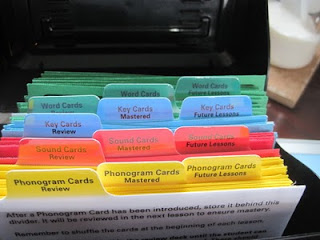 Word Cards
Future Lessons
Word Cards
Mastered
Word Cards
Key Cards
Future Lessons
Key Cards
Mastered
Key Cards
Review
Sound Cards
Future Lessons
Sound Cards
Mastered
Sound Cards
Review
Phonogram Cards
Future Lessons
Phonogram Cards
Mastered
Phonogram Cards
Review
After a Phonogram Card has been introduced, store it behind this
divider. It will be reviewed in the next lesson to ensure mastery.
Remember to shuffle the cards at the beginning of each lesson.